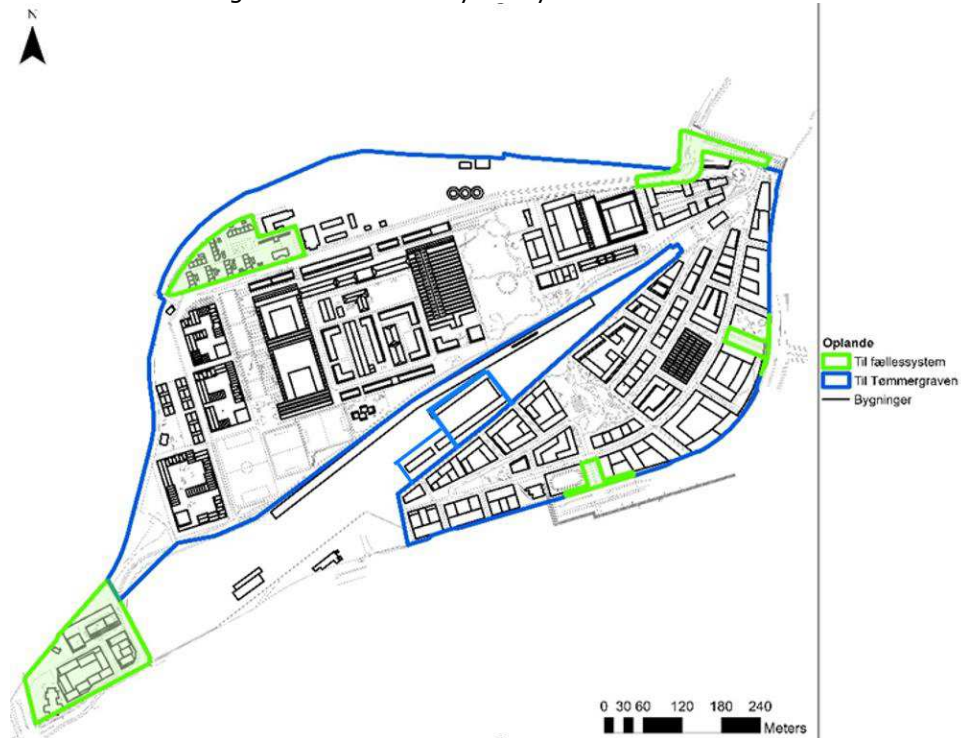 N
Oplande
Til fællessystem
Til Tømmergraven
Bygninger
0 30 60 120 180 240
Meters